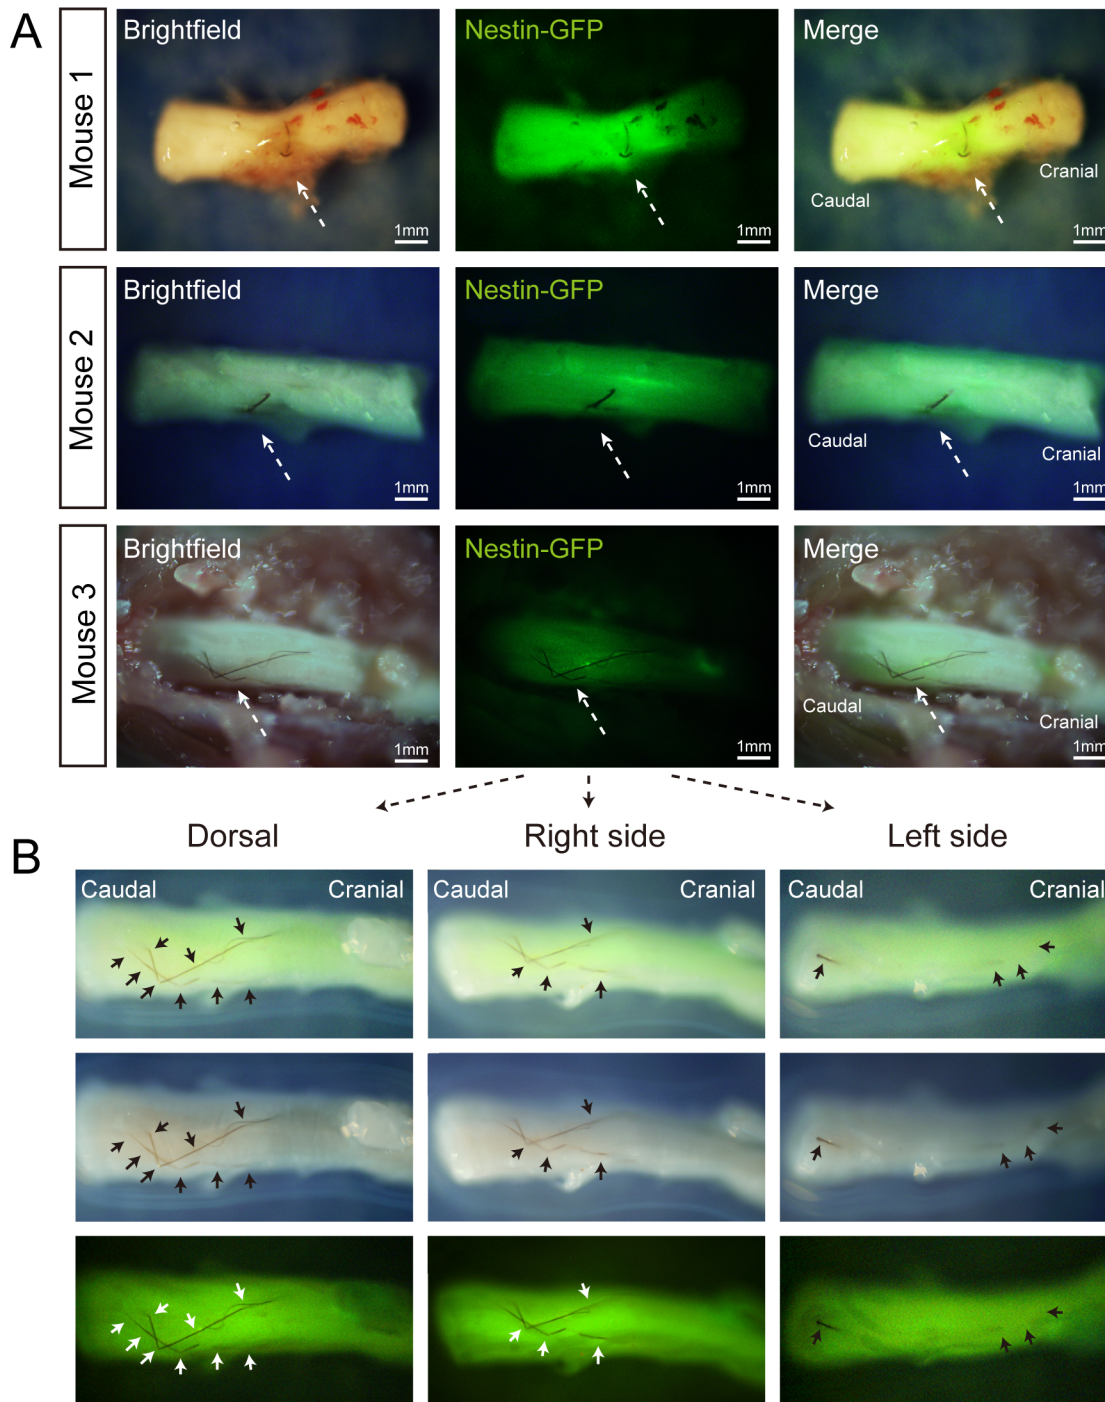 A
Mouse 1
Brightfield
Nestin-GFP
Merge
Caudal
Cranial
1mm
1mm
1mm
Mouse 2
Brightfield
Nestin-GFP
Merge
Caudal
Cranial
1mm
1mm
1mm
Mouse 3
Brightfield
Nestin-GFP
Merge
Caudal
Cranial
1mm
1mm
1mm
B
Dorsal
Right side
Left side
Caudal
Cranial
Caudal
Cranial
Caudal
Cranial